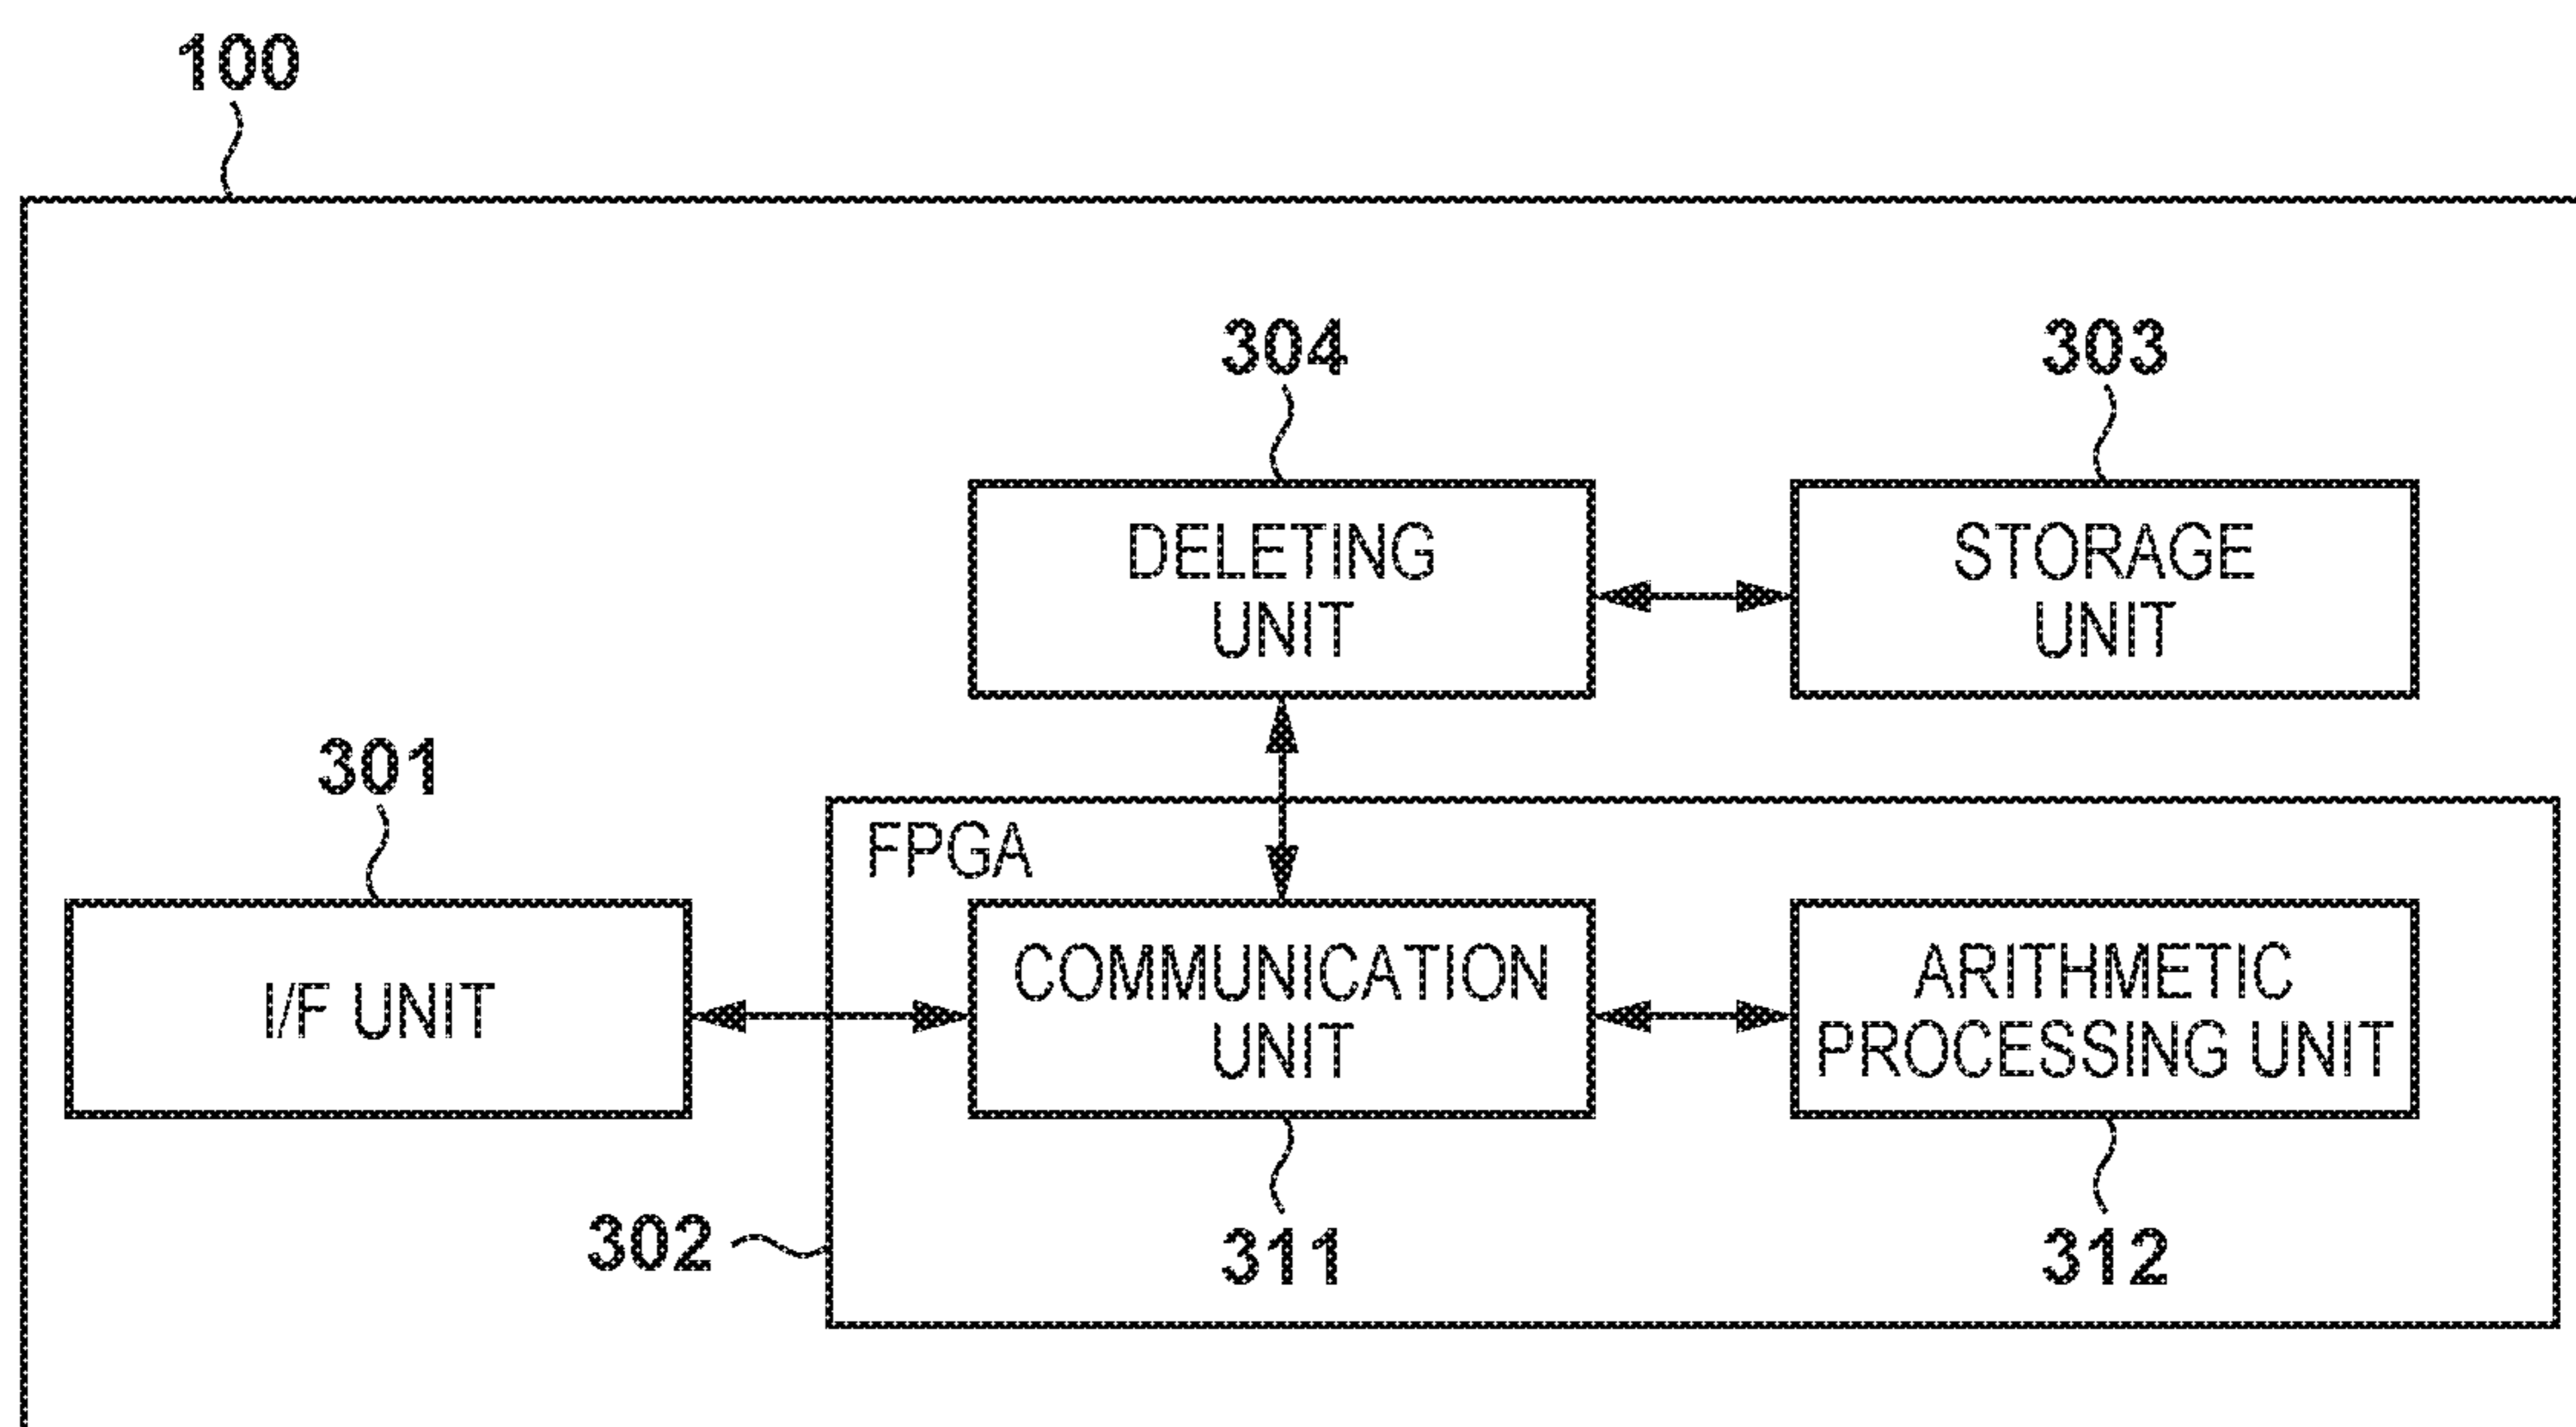 100
304
303
DELETING
UNIT
STORAGE
UNIT
301
FPGA
I/F UNIT
COMMUNICATION
UNIT
ARITHMETIC
PROCESSING UNIT
302
311
312